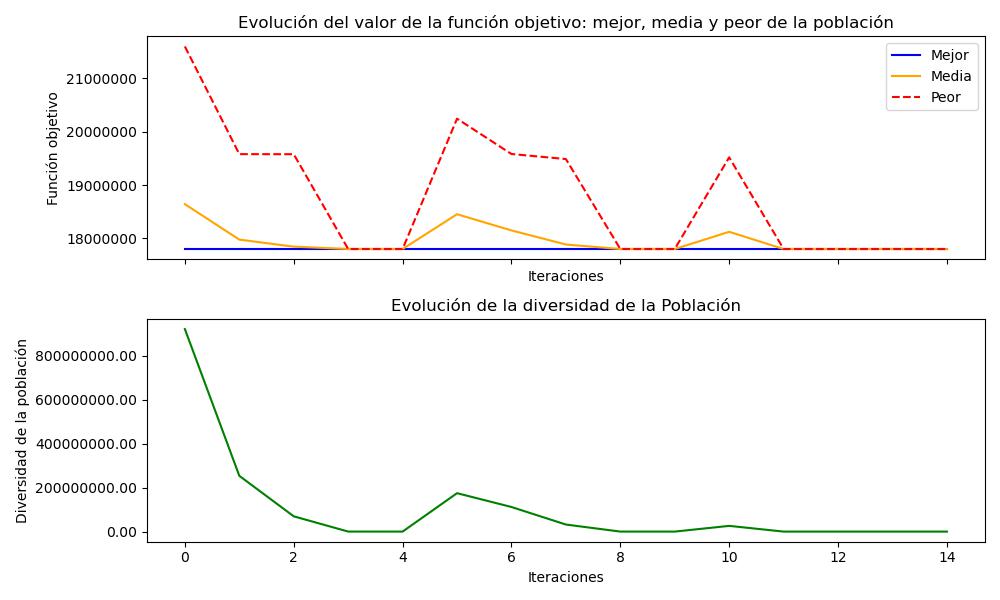 Evolución del valor de la función objetivo: mejor, media y peor de la población
Función objetivo
21000000
20000000
19000000
18000000
Mejor
Media
Peor
Iteraciones
Evolución de la diversidad de la Población
Diversidad de la población
800000000.00
600000000.00
400000000.00
200000000.00
0.00
0 2 4 6 8 10 12 14
Iteraciones